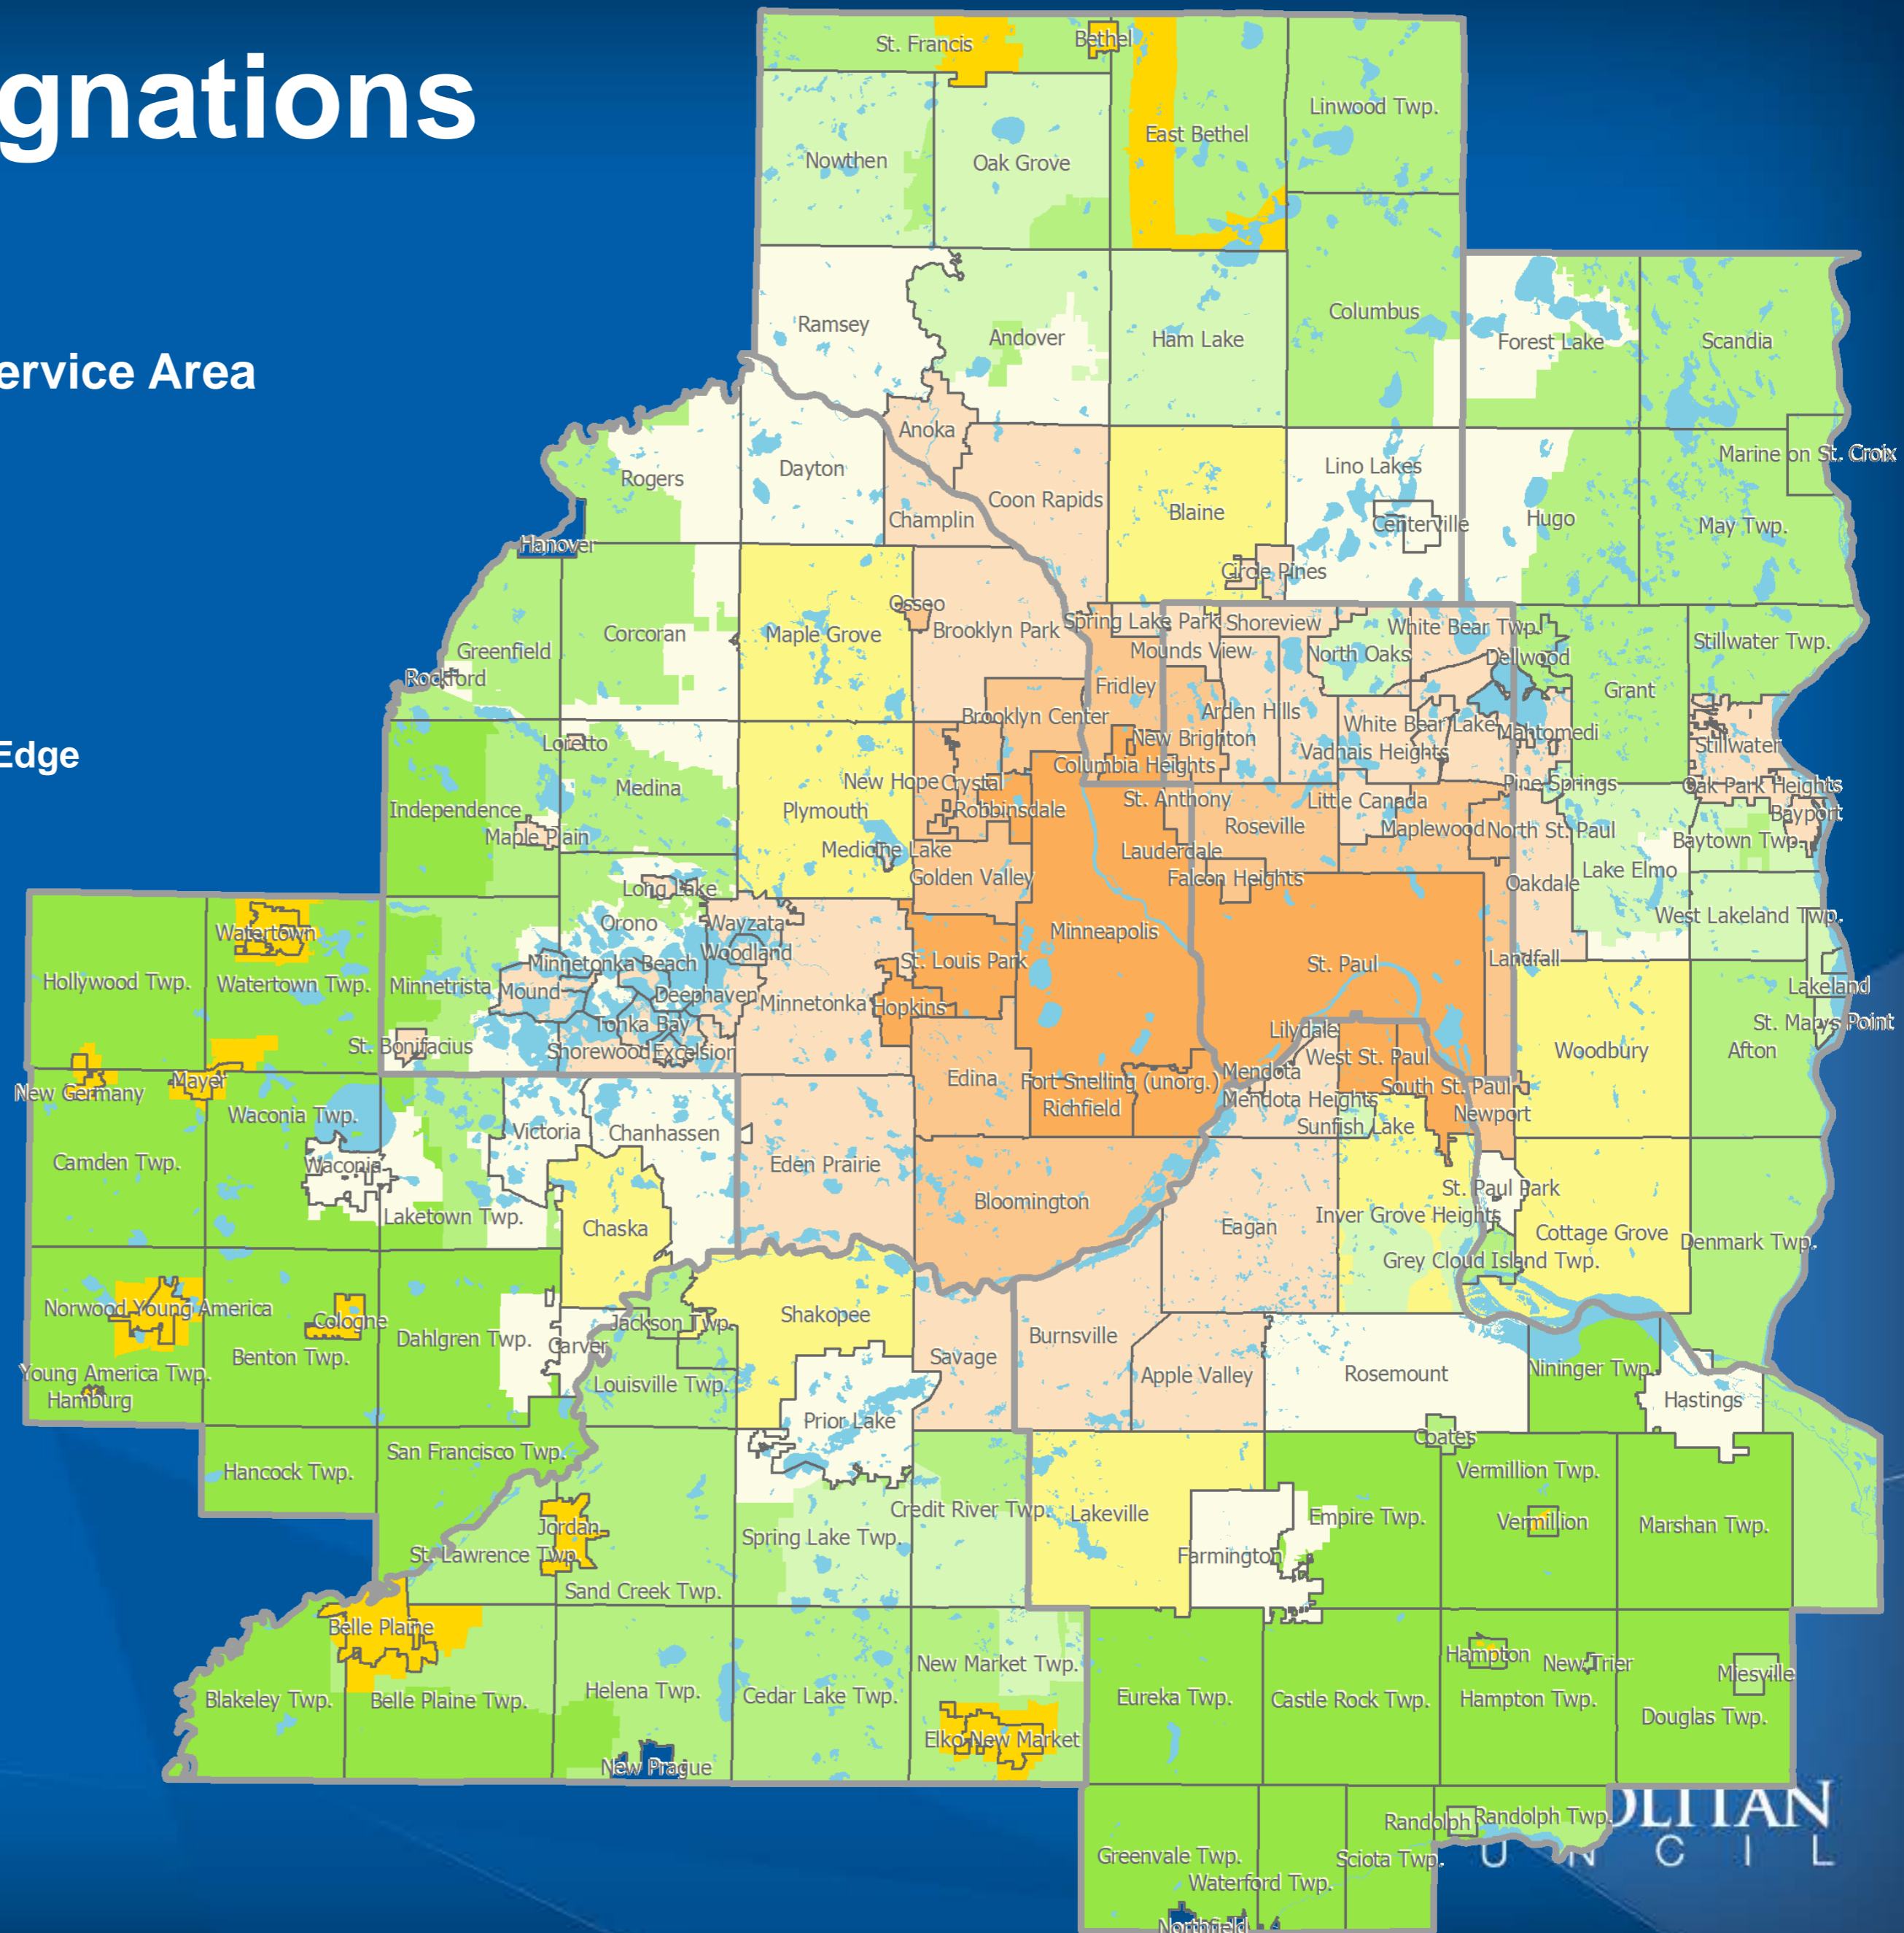 gnations
ervice Area
Edge
St. Francis
Bethel
Linwood Twp.
East Bethel
Nowthen
Oak Grove
Ramsey
Andover
Ham Lake
Columbus
Forest Lake
Scandia
Anoka
Rogers
Dayton
Lino Lakes
Marine on St. Croix
Coon Rapids
Champlin
Blaine
Centerville
Hugo
May Twp.
Hanover
Circle Pines
Osseo
Greenfield
Corcoran
Maple Grove
Brooklyn Park
Spring Lake Park
Shoreview
White Bear Twp.
Stillwater Twp.
Mounds View
North Oaks
Dellwood
Rockford
Fridley
Grant
Brooklyn Center
Arden Hills
White Bear Lake
Mahtomedi
Loretto
New Brighton
Vadnais Heights
Stillwater
Columbia Heights
Medina
New Hope
Crystal
Pine Springs
Oak Park Heights
Independence
Plymouth
Robbinsdale
St. Anthony
Little Canada
Bayport
Maple Plain
Roseville
Maplewood
North St. Paul
Baytown Twp.
Medicine Lake
Lauderdale
Long Lake
Golden Valley
Falcon Heights
Oakdale
Lake Elmo
Watertown
Orono
Wayzata
Minneapolis
West Lakeland Twp.
Woodland
St. Louis Park
St. Paul
Landfall
Hollywood Twp.
Watertown Twp.
Minnetrista
Mound
Minnetonka Beach
Deephaven
Minnetonka
Hopkins
Lakeland
St. Bonifacius
Tonka Bay
Lilydale
St. Marys Point
Shorewood
Excelsior
West St. Paul
Woodbury
Afton
New Germany
Mayer
Edina
Fort Snelling (unorg.)
Mendota
South St. Paul
Waconia Twp.
Richfield
Mendota Heights
Newport
Victoria
Chanhassen
Sunfish Lake
Camden Twp.
Waconia
Eden Prairie
St. Paul Park
Laketown Twp.
Chaska
Bloomington
Eagan
Inver Grove Heights
Cottage Grove
Denmark Twp.
Grey Cloud Island Twp.
Norwood Young America
Cologne
Dahlgren Twp.
Jackson Twp.
Shakopee
Carver
Burnsville
Benton Twp.
Savage
Young America Twp.
Louisville Twp.
Apple Valley
Rosemount
Nininger Twp.
Hamburg
Prior Lake
Hastings
Coates
San Francisco Twp.
Hancock Twp.
Vermillion Twp.
Credit River Twp.
Lakeville
Empire Twp.
Vermillion
Marshan Twp.
Jordan
Spring Lake Twp.
St. Lawrence Twp.
Farmington
Sand Creek Twp.
Belle Plaine
Hampton
New Trier
Miesville
New Market Twp.
Blakeley Twp.
Belle Plaine Twp.
Helena Twp.
Cedar Lake Twp.
Eureka Twp.
Castle Rock Twp.
Hampton Twp.
Douglas Twp.
Elko New Market
New Prague
Randolph
Randolph Twp.
OLITAN
Greenvale Twp.
Sciota Twp.
U N C I L
Waterford Twp.
Northfield